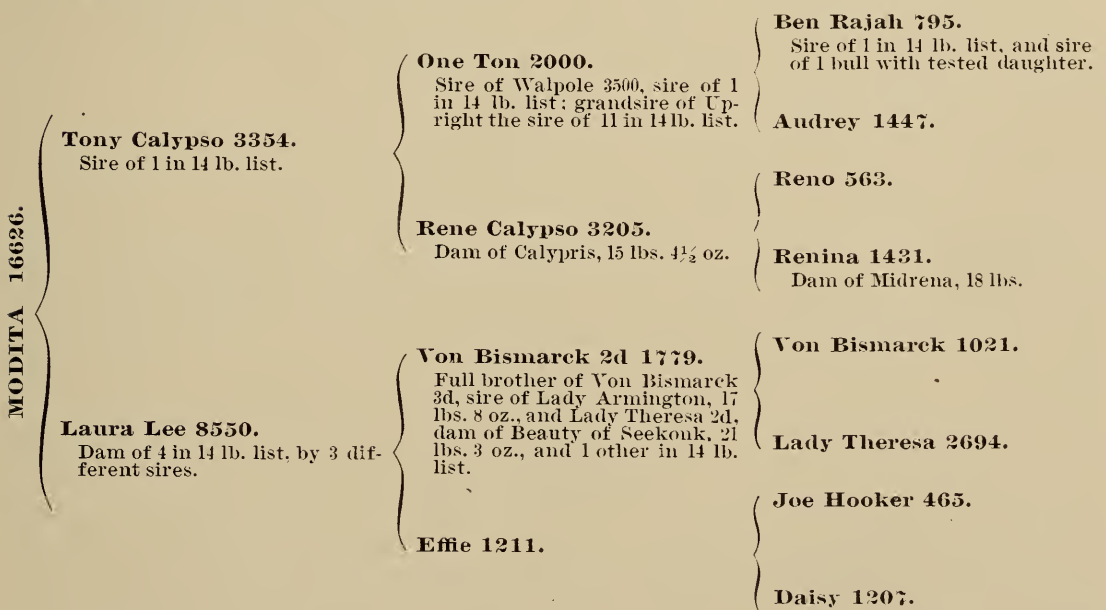 MODITA 16626.
Tony Calypso 3354.
Sire of 1 in 14 lb. list.
One Ton 2000.
Sire of Walpole 3500, sire of 1
in 14 lb. list; grandsire of Up-
right the sire of 11 in 14 lb. list.
Ben Rajah 795.
Sire of 1 in 14 lb. list, and sire
of 1 bull with tested daughter.
Audrey 1447.
Rene Calypso 3205.
Dam of Calypris, 15 lbs. 4½ oz.
Reno 563.
Renina 1431.
Dam of Midrena, 18 lbs.
Laura Lee 8550.
Dam of 4 in 14 lb. list, by 3 dif-
ferent sires.
Von Bismarck 2d 1779.
Full brother of Von Bismarck
3d, sire of Lady Armington, 17
lbs. 8 oz., and Lady Theresa 2d,
dam of Beauty of Seekonk, 21
lbs. 3 oz., and 1 other in 14 lb.
list.
Von Bismarck 1021.
Lady Theresa 2694.
Effie 1211.
Joe Hooker 465.
Daisy 1207.